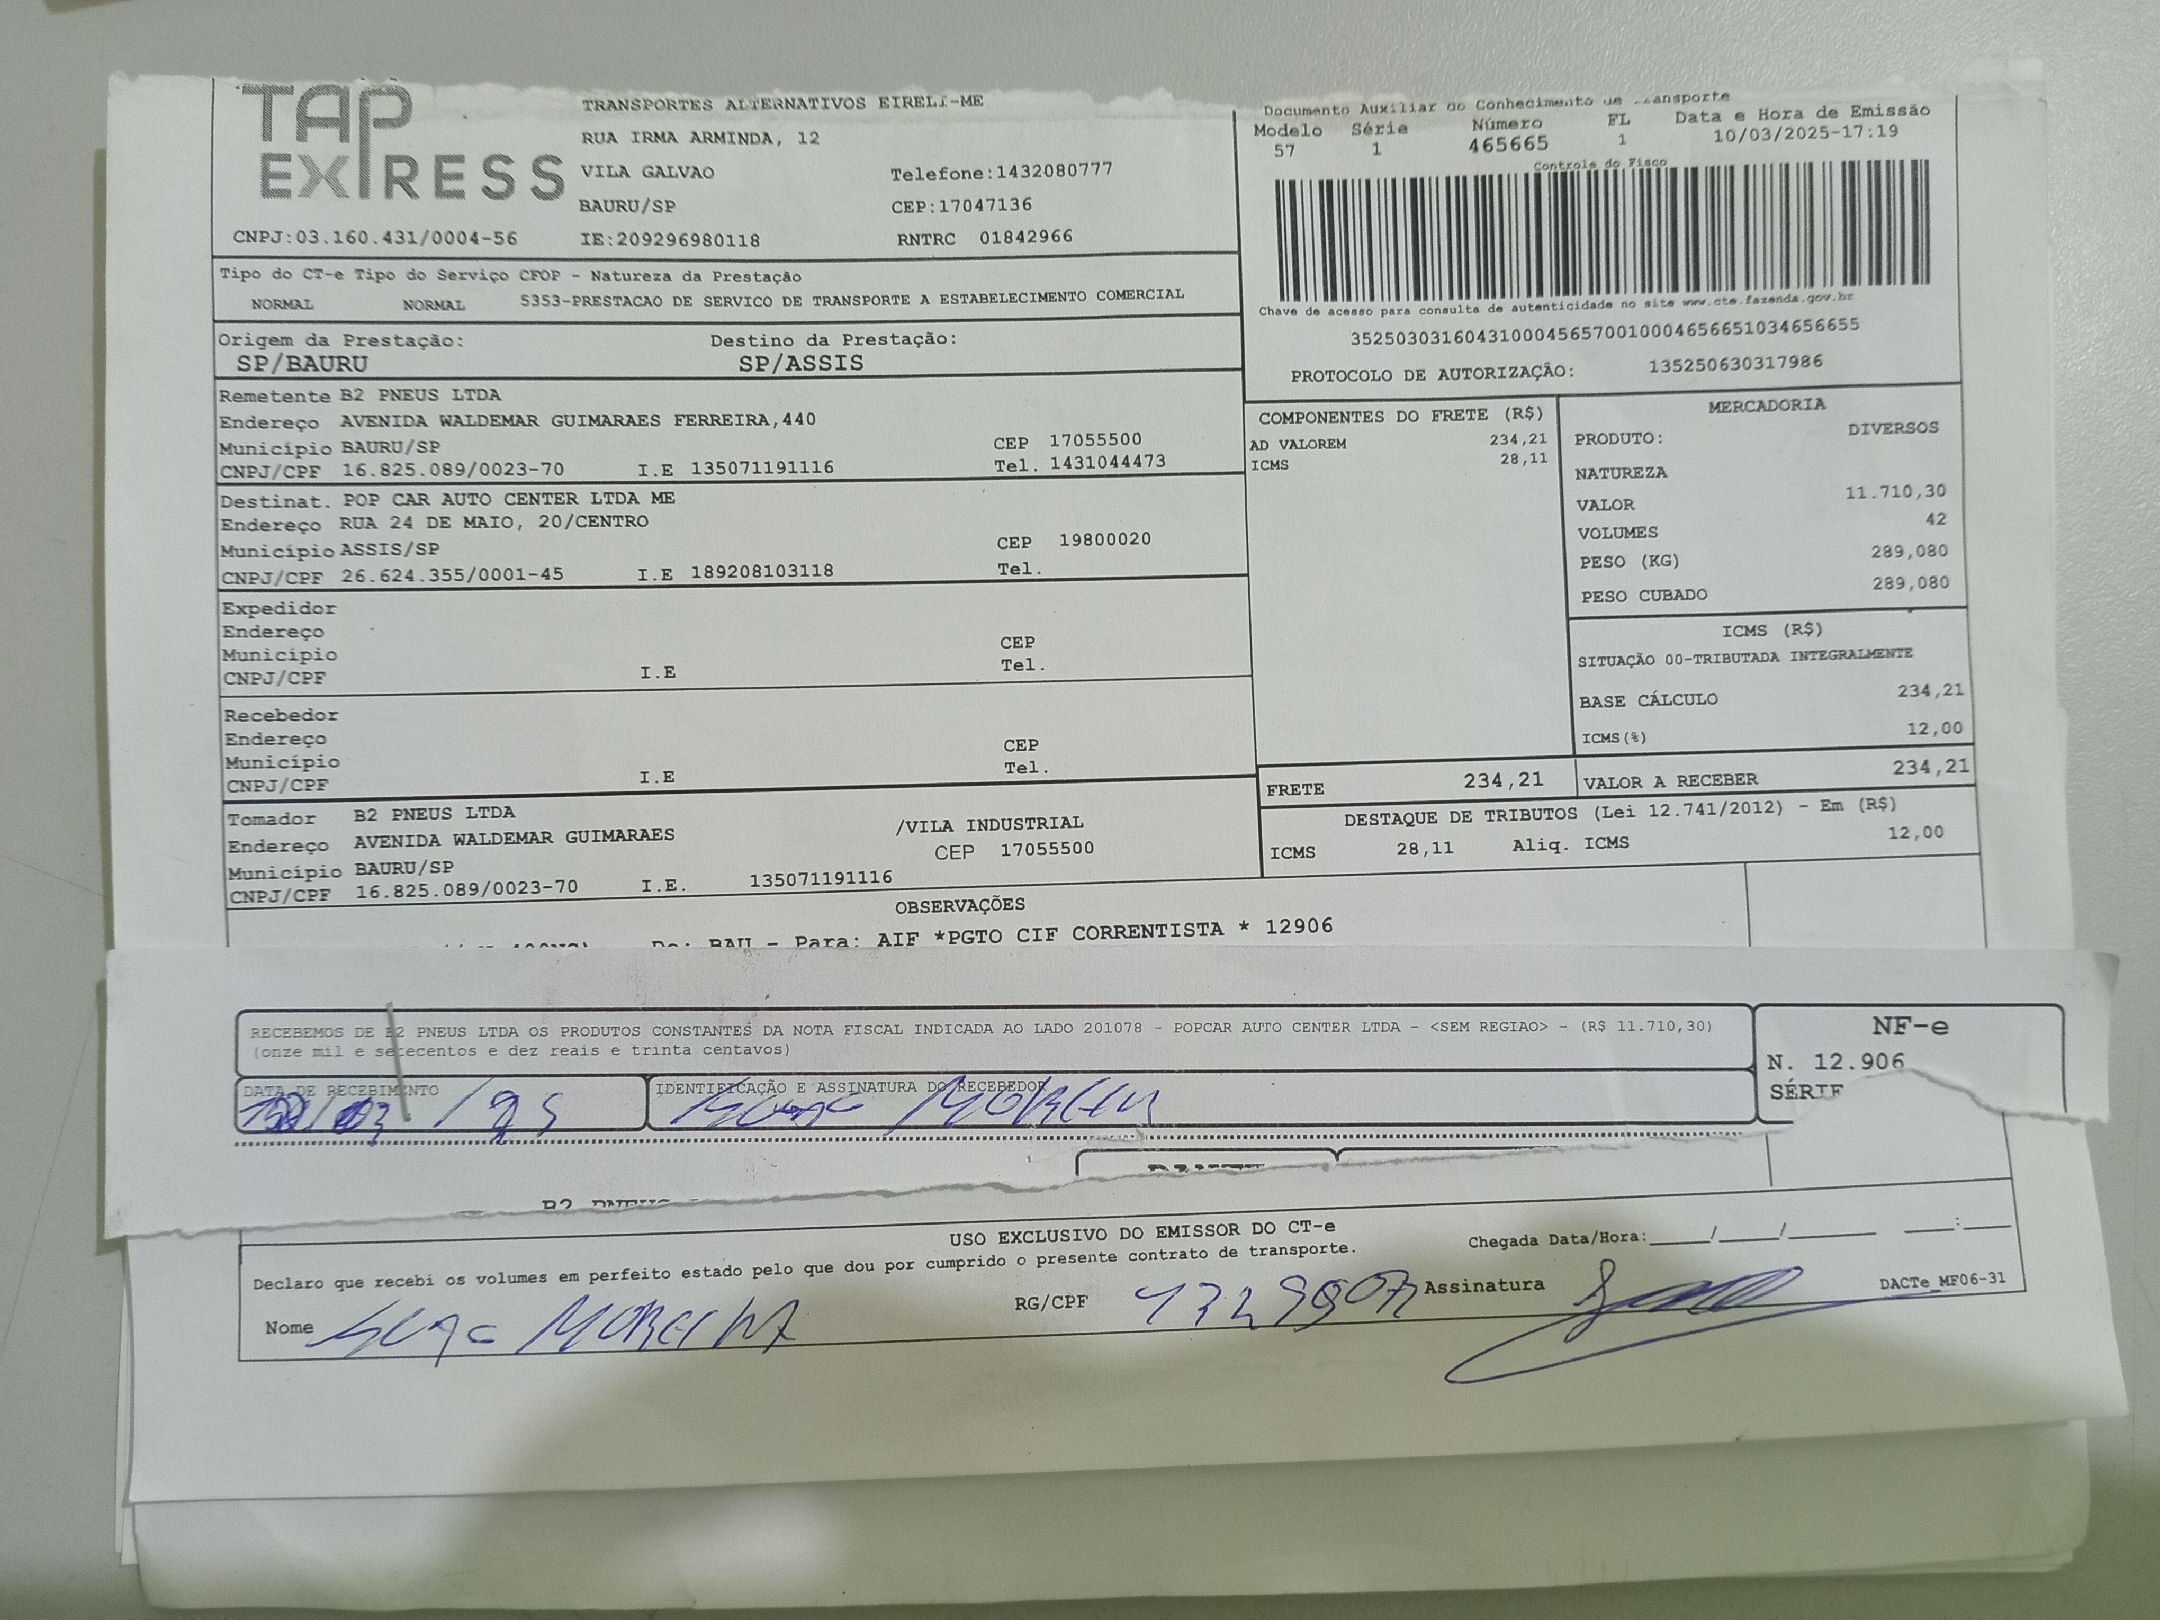 TAP
EXPRESS
TRANSPORTES ALTERNATIVOS EIRELI-ME
RUA IRMA ARMINDA, 12
VILA GALVAO Telefone:1432080777
BAURU/SP CEP:17047136
CNPJ:03.160.431/0004-56 IE:209296980118 RNTRC 01842966
Documento Auxiliar do Conhecimento de Transporte
Modelo Série Número FL Data e Hora de Emissão
57 1 465665 1 10/03/2025-17:19
Controle do Fisco
Chave de acesso para consulta de autenticidade no site www.cte.fazenda.gov.br
35250303160431000456570010004656651034656655
PROTOCOLO DE AUTORIZAÇÃO: 135250630317986
Tipo do CT-e Tipo do Serviço CFOP - Natureza da Prestação
NORMAL NORMAL 5353-PRESTACAO DE SERVICO DE TRANSPORTE A ESTABELECIMENTO COMERCIAL
Origem da Prestação: Destino da Prestação:
SP/BAURU SP/ASSIS
Remetente B2 PNEUS LTDA
Endereço AVENIDA WALDEMAR GUIMARAES FERREIRA,440
Município BAURU/SP CEP 17055500
CNPJ/CPF 16.825.089/0023-70 I.E 135071191116 Tel. 1431044473
Destinat. POP CAR AUTO CENTER LTDA ME
Endereço RUA 24 DE MAIO, 20/CENTRO
Município ASSIS/SP CEP 19800020
CNPJ/CPF 26.624.355/0001-45 I.E 189208103118 Tel.
Expedidor
Endereço
Município CEP
CNPJ/CPF I.E Tel.
Recebedor
Endereço
Município CEP
CNPJ/CPF I.E Tel.
Tomador B2 PNEUS LTDA
Endereço AVENIDA WALDEMAR GUIMARAES /VILA INDUSTRIAL
Município BAURU/SP CEP 17055500
CNPJ/CPF 16.825.089/0023-70 I.E. 135071191116
COMPONENTES DO FRETE (R$)
AD VALOREM 234,21
ICMS 28,11
MERCADORIA
PRODUTO: DIVERSOS
NATUREZA
VALOR 11.710,30
VOLUMES 42
PESO (KG) 289,080
PESO CUBADO 289,080
ICMS (R$)
SITUAÇÃO 00-TRIBUTADA INTEGRALMENTE
BASE CÁLCULO 234,21
ICMS(%) 12,00
FRETE 234,21 VALOR A RECEBER 234,21
DESTAQUE DE TRIBUTOS (Lei 12.741/2012) - Em (R$)
ICMS 28,11 Aliq. ICMS 12,00
OBSERVAÇÕES
De: BAU - Para: AIF *PGTO CIF CORRENTISTA * 12906
RECEBEMOS DE B2 PNEUS LTDA OS PRODUTOS CONSTANTES DA NOTA FISCAL INDICADA AO LADO 201078 - POPCAR AUTO CENTER LTDA - <SEM REGIAO> - (R$ 11.710,30)
(onze mil e setecentos e dez reais e trinta centavos)
NF-e
N. 12.906
SÉRIE
DATA DE RECEBIMENTO IDENTIFICAÇÃO E ASSINATURA DO RECEBEDOR
/03/25
B2 PNEUS
USO EXCLUSIVO DO EMISSOR DO CT-e
Declaro que recebi os volumes em perfeito estado pelo que dou por cumprido o presente contrato de transporte. Chegada Data/Hora:_____/_____/_______ ____:____
Nome RG/CPF Assinatura DACTe_MF06-31